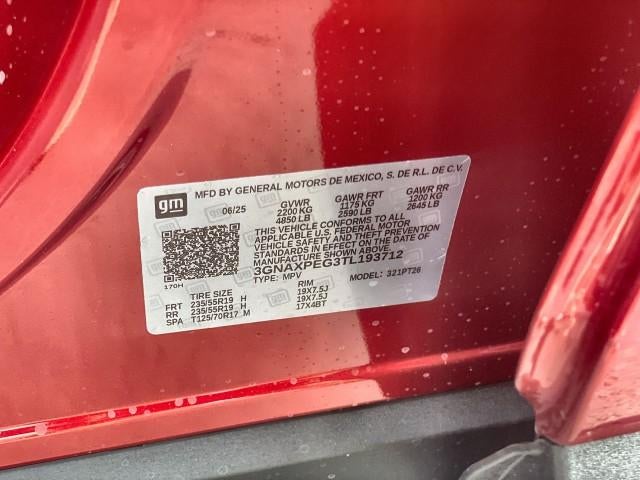 gm
MFD BY GENERAL MOTORS DE MEXICO, S. DE R.L. DE C.V.
06/25 GVWR GAWR FRT GAWR RR
2200 KG 1175 KG 1200 KG
4850 LB 2590 LB 2645 LB
THIS VEHICLE CONFORMS TO ALL
APPLICABLE U.S. FEDERAL MOTOR
VEHICLE SAFETY AND THEFT
PREVENTION STANDARDS IN EFFECT ON THE DATE OF
MANUFACTURE SHOWN ABOVE.
3GNAXPEG3TL193712
170H TYPE: MPV MODEL: 321PT26
TIRE SIZE RIM
FRT 235/55R19 H 19X7.5J
RR 235/55R19 H 19X7.5J
SPA T125/70R17 M 17X4BT